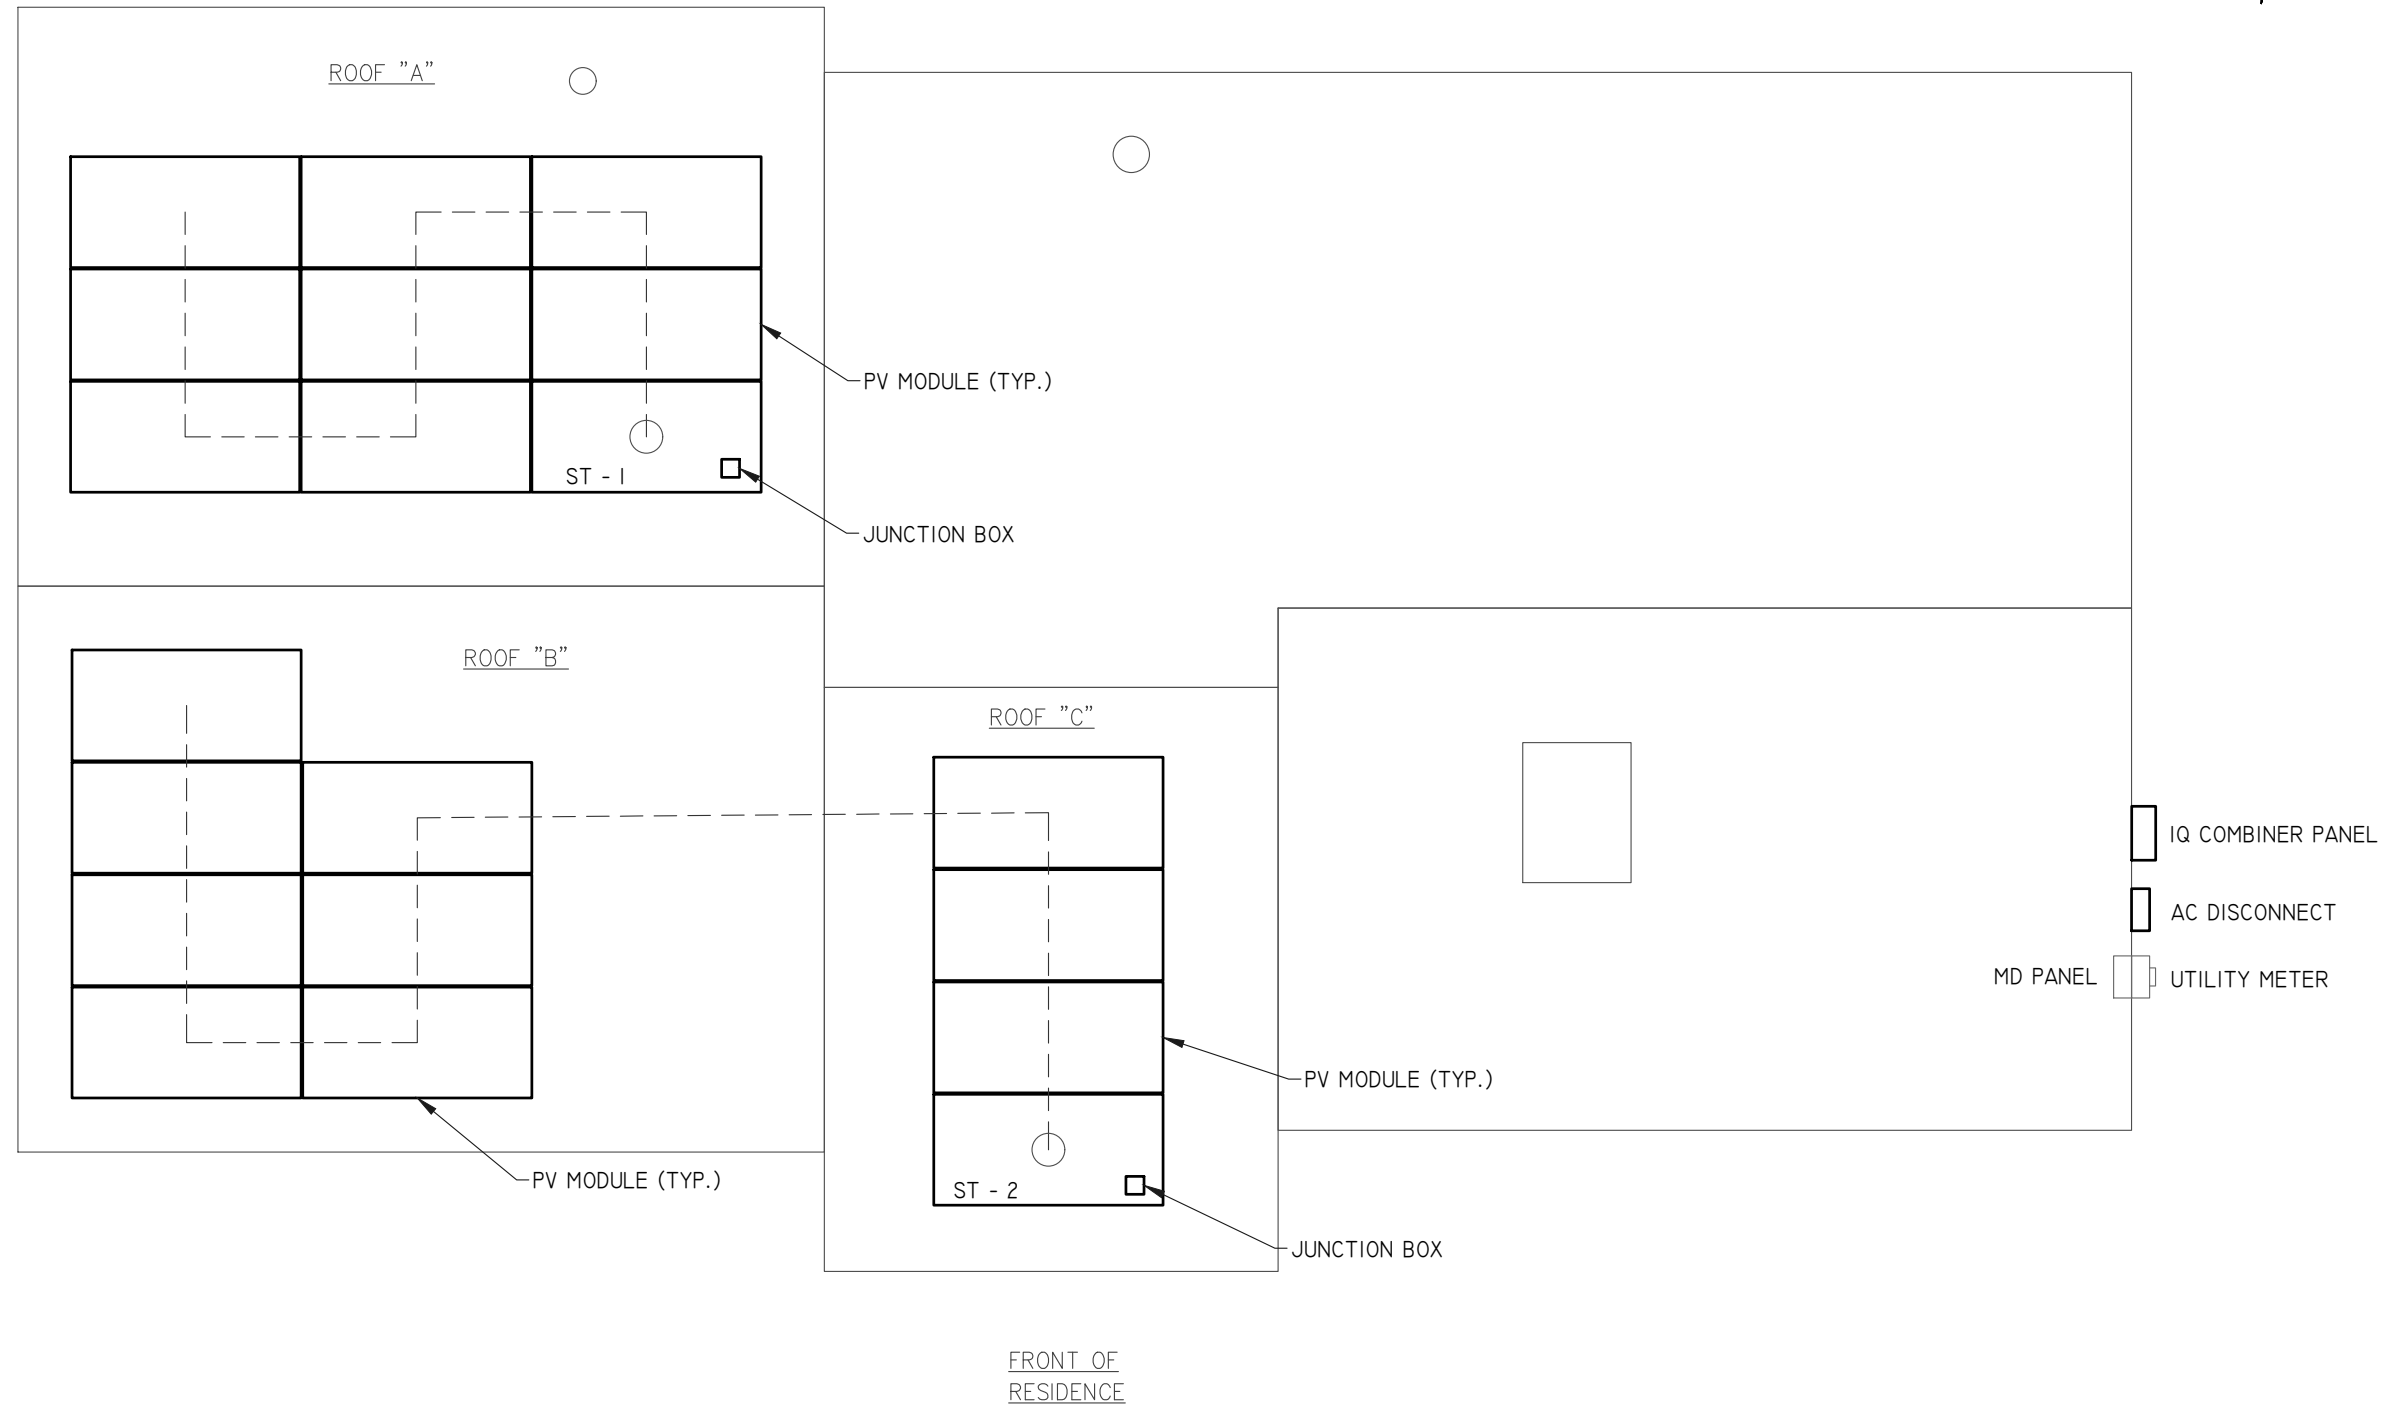 ROOF "A"
PV MODULE (TYP.)
ST - 1
JUNCTION BOX
ROOF "B"
ROOF "C"
IQ COMBINER PANEL
AC DISCONNECT
MD PANEL
UTILITY METER
PV MODULE (TYP.)
PV MODULE (TYP.)
ST - 2
JUNCTION BOX
FRONT OF
RESIDENCE